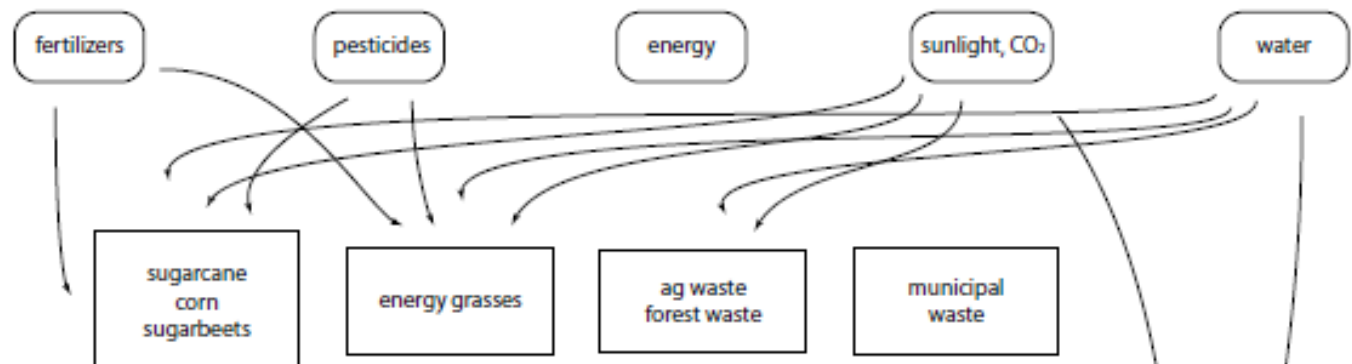 fertilizers
pesticides
energy
sunlight, CO₂
water
sugarcane
corn
sugarbeets
energy grasses
ag waste
forest waste
municipal
waste